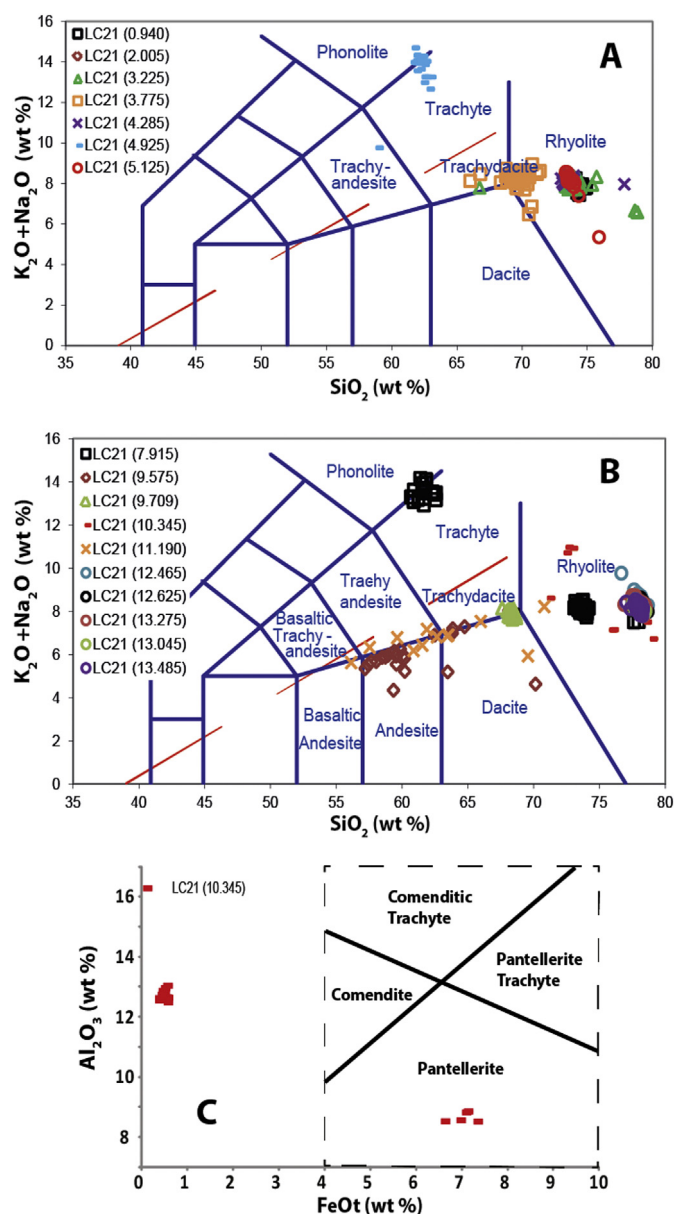 A
K2O+Na2O (wt %)
16
14
12
10
8
6
4
2
0
LC21 (0.940)
LC21 (2.005)
LC21 (3.225)
LC21 (3.775)
LC21 (4.285)
LC21 (4.925)
LC21 (5.125)
Phonolite
Trachyte
Trachy-
andesite
Trachydacite
Rhyolite
Dacite
35 40 45 50 55 60 65 70 75 80
SiO2 (wt %)
B
K2O+Na2O (wt %)
16
14
12
10
8
6
4
2
0
LC21 (7.915)
LC21 (9.575)
LC21 (9.709)
LC21 (10.345)
LC21 (11.190)
LC21 (12.465)
LC21 (12.625)
LC21 (13.275)
LC21 (13.045)
LC21 (13.485)
Phonolite
Trachyte
Traehy
andesite
Trachydacite
Rhyolite
Basaltic
Trachy-
andesite
Basaltic
Andesite
Andesite
Dacite
35 40 45 50 55 60 65 70 75 80
SiO2 (wt %)
Al2O3 (wt %)
16
14
12
10
8
LC21 (10.345)
Comenditic
Trachyte
Pantellerite
Trachyte
Comendite
Pantellerite
C
0 1 2 3 4 5 6 7 8 9 10
FeOt (wt %)